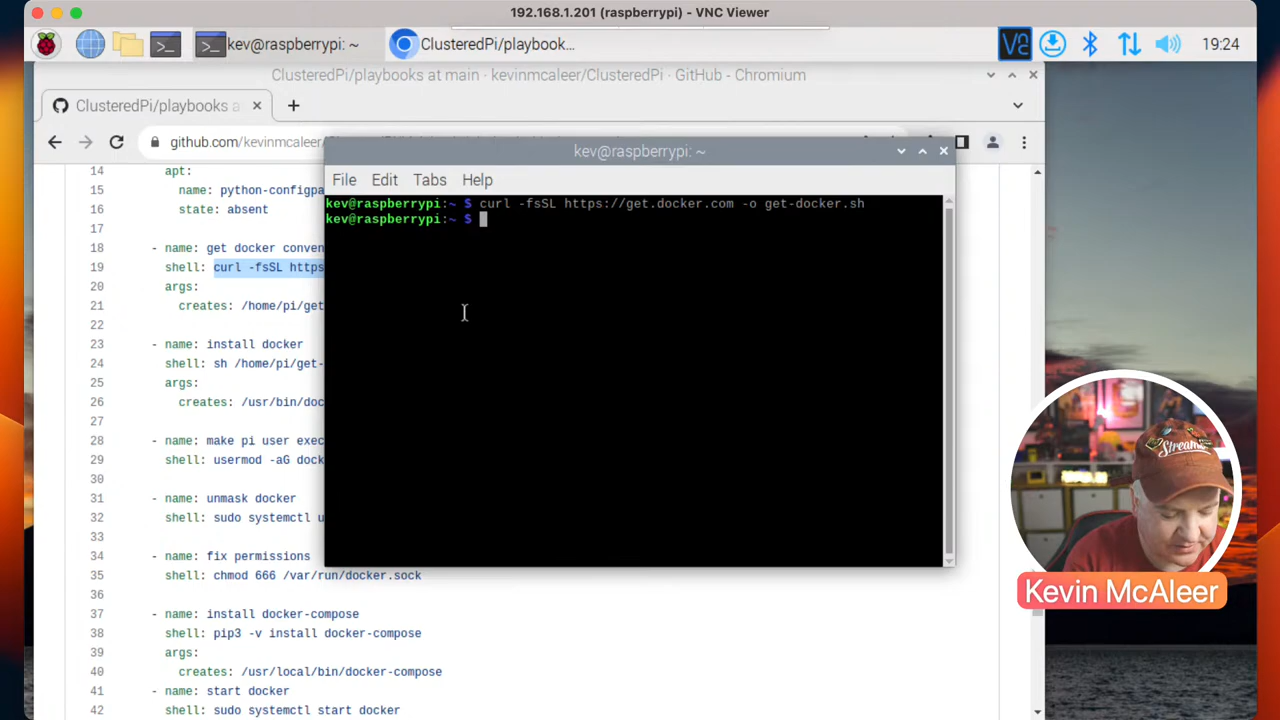 192.168.1.201 (raspberrypi) - VNC Viewer
kev@raspberrypi: ~
ClusteredPi/playbook…
19:24
ClusteredPi/playbooks at main · kevinmcaleer/ClusteredPi · GitHub - Chromium
ClusteredPi/playbooks a
github.com/kevinmcaleer/
kev@raspberrypi: ~
File Edit Tabs Help
kev@raspberrypi:~ $ curl -fsSL https://get.docker.com -o get-docker.sh
kev@raspberrypi:~ $
14 apt:
15 name: python-configpa
16 state: absent
17
18 - name: get docker conven
19 shell: curl -fsSL https
20 args:
21 creates: /home/pi/get
22
23 - name: install docker
24 shell: sh /home/pi/get-
25 args:
26 creates: /usr/bin/doc
27
28 - name: make pi user exec
29 shell: usermod -aG dock
30
31 - name: unmask docker
32 shell: sudo systemctl u
33
34 - name: fix permissions
35 shell: chmod 666 /var/run/docker.sock
36
37 - name: install docker-compose
38 shell: pip3 -v install docker-compose
39 args:
40 creates: /usr/local/bin/docker-compose
41 - name: start docker
42 shell: sudo systemctl start docker
Kevin McAleer